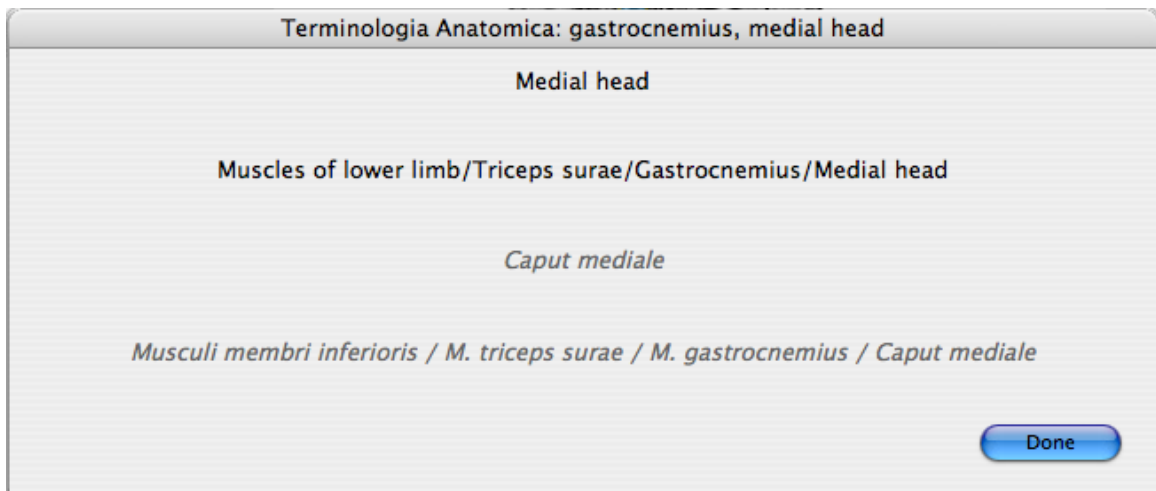 Terminologia Anatomica: gastrocnemius, medial head
Medial head
Muscles of lower limb/Triceps surae/Gastrocnemius/Medial head
Caput mediale
Musculi membri inferioris / M. triceps surae / M. gastrocnemius / Caput mediale
Done